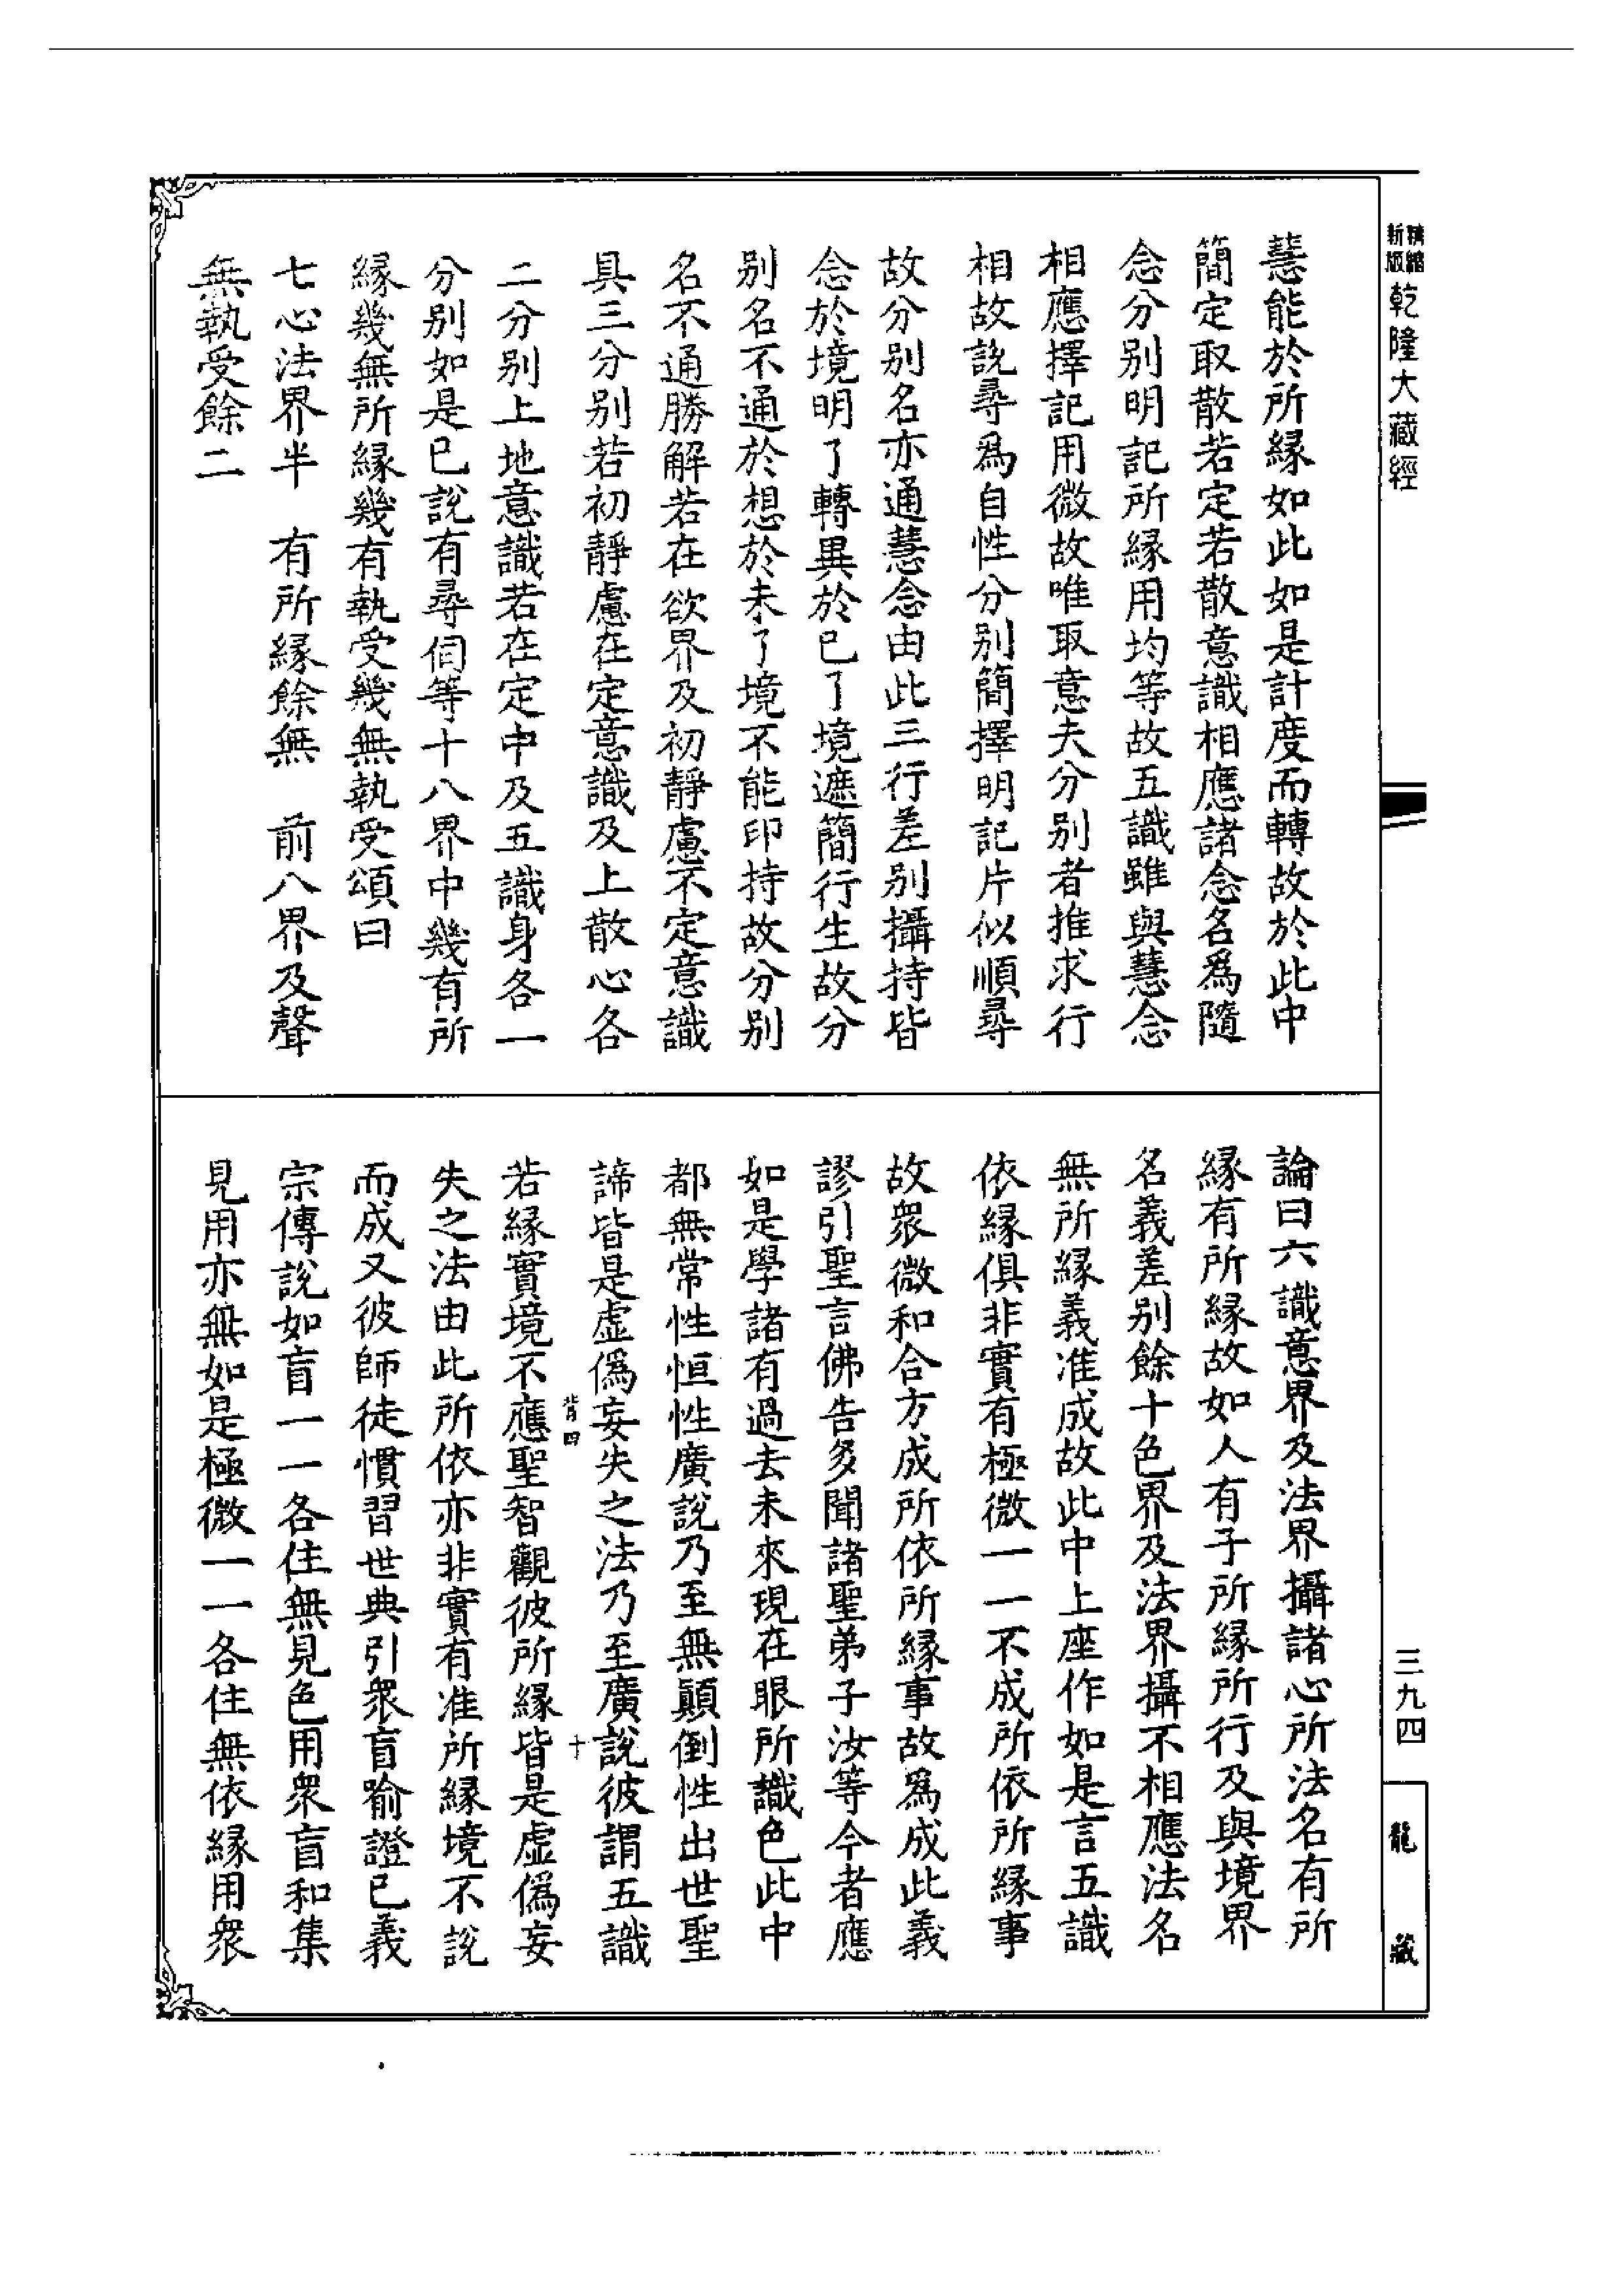 精縮新版乾隆大藏經
慧能於所緣如此如是計度而轉故於此中
簡定取散若定若散意識相應諸念名爲隨
念分別明記所緣用均等故五識雖與慧念
相應擇記用微故唯取意夫分別者推求行
相故說尋爲自性分別簡擇明記片似順尋
故分別名亦通慧念由此三行差別攝持皆
念於境明了轉異於已了境遮簡行生故分
別名不通於想於未了境不能印持故分別
名不通勝解若在欲界及初靜慮不定意識
具三分別若初靜慮在定意識及上散心各
二分別上地意識若在定中及五識身各一
分別如是已說有尋伺等十八界中幾有所
緣幾無所緣幾有執受幾無執受頌曰
七心法界半　有所緣餘無　前八界及聲
無執受餘二
論曰六識意界及法界攝諸心所法名有所
緣有所緣故如人有子所緣所行及與境界
名義差別餘十色界及法界攝不相應法名
無所緣義准成故此中上座作如是言五識
依緣俱非實有極微一一不成所依所緣事
故衆微和合方成所依所緣事故爲成此義
謬引聖言佛告多聞諸聖弟子汝等今者應
如是學諸有過去未來現在眼所識色此中
都無常性恒性廣說乃至無顛倒性出世聖
諦皆是虛僞妄失之法乃至廣說彼謂五識
背四
十
若緣實境不應聖智觀彼所緣皆是虛僞妄
失之法由此所依亦非實有准所緣境不說
而成又彼師徒慣習世典引衆盲喻證已義
宗傳說如盲一一各住無見色用衆盲和集
見用亦無如是極微一一各住無依緣用衆
三九四
龍藏